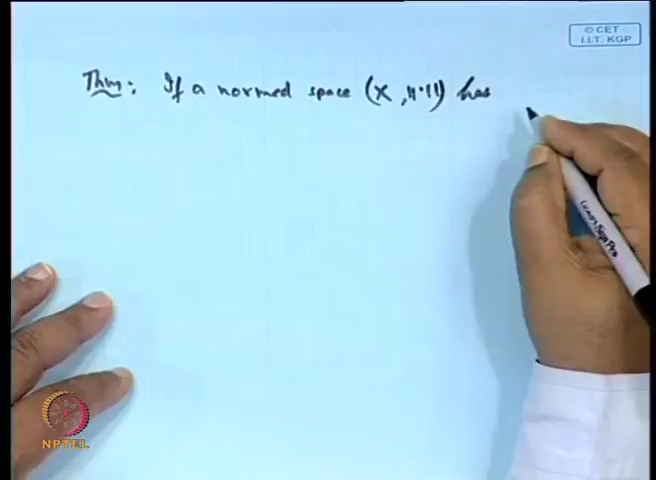 © CET
I.I.T. KGP
Thm: If a normed space (X, ||·||) has
NPTEL